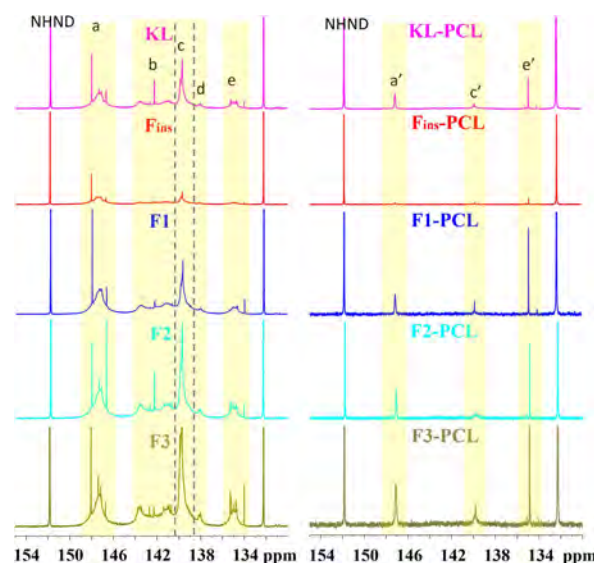 NHND a KL b c d e
NHND KL-PCL a′ c′ e′
Fins
Fins-PCL
F1
F1-PCL
F2
F2-PCL
F3
F3-PCL
154 150 146 142 138 134 ppm
154 150 146 142 138 134 ppm